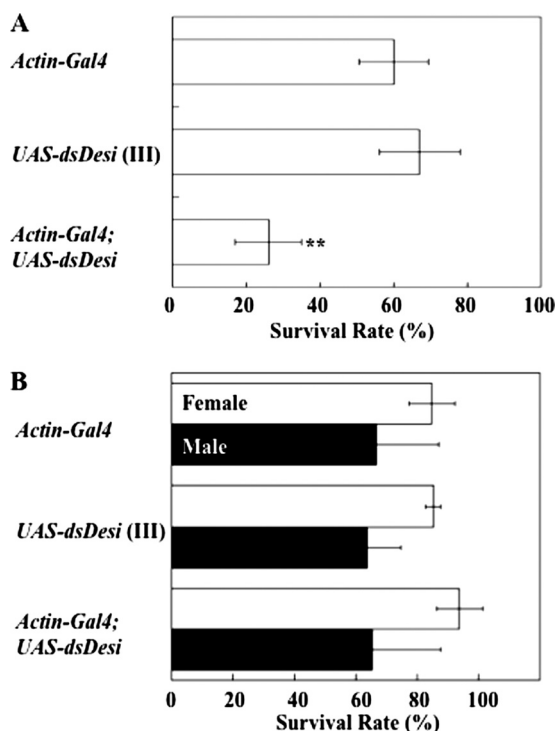 A
Actin-Gal4
UAS-dsDesi (III)
Actin-Gal4;
UAS-dsDesi
**
0 20 40 60 80 100
Survival Rate (%)
B
Actin-Gal4
Female
Male
UAS-dsDesi (III)
Actin-Gal4;
UAS-dsDesi
0 20 40 60 80 100
Survival Rate (%)